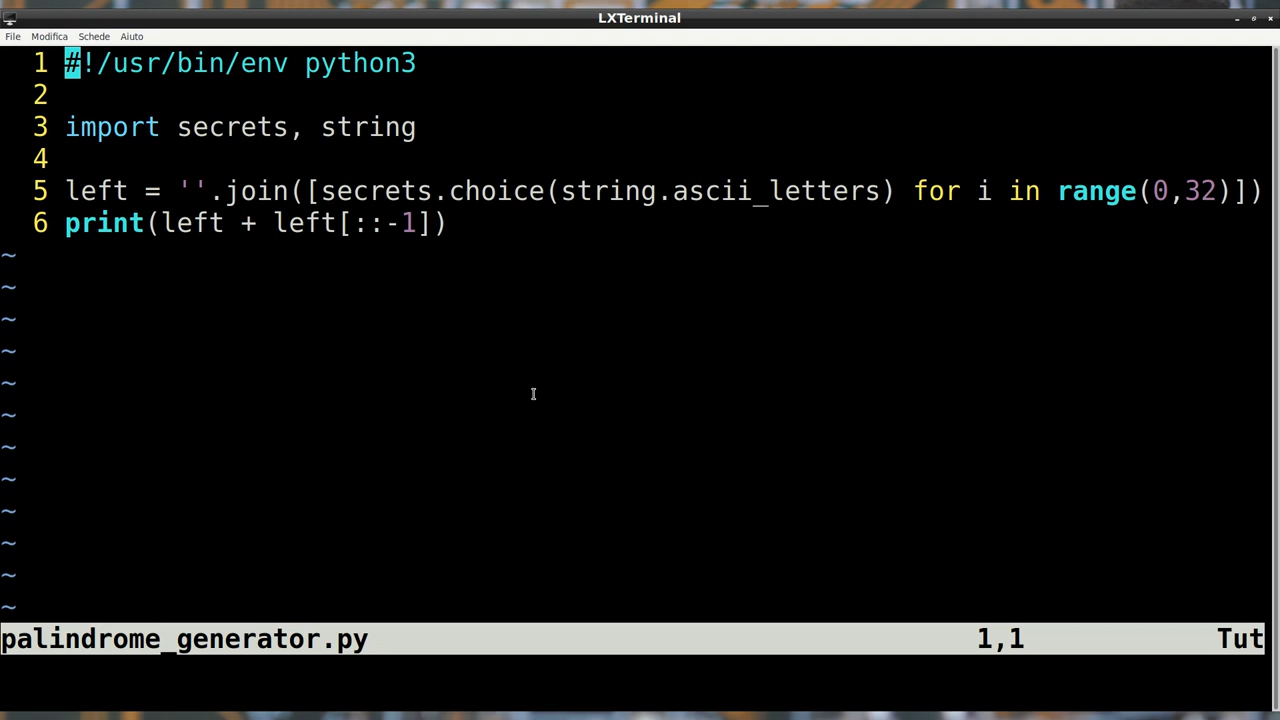 LXTerminal
File Modifica Schede Aiuto
1 #!/usr/bin/env python3
2
3 import secrets, string
4
5 left = ''.join([secrets.choice(string.ascii_letters) for i in range(0,32)])
6 print(left + left[::-1])
~
~
~
~
~
~
~
~
~
~
~
~
palindrome_generator.py 1,1 Tut